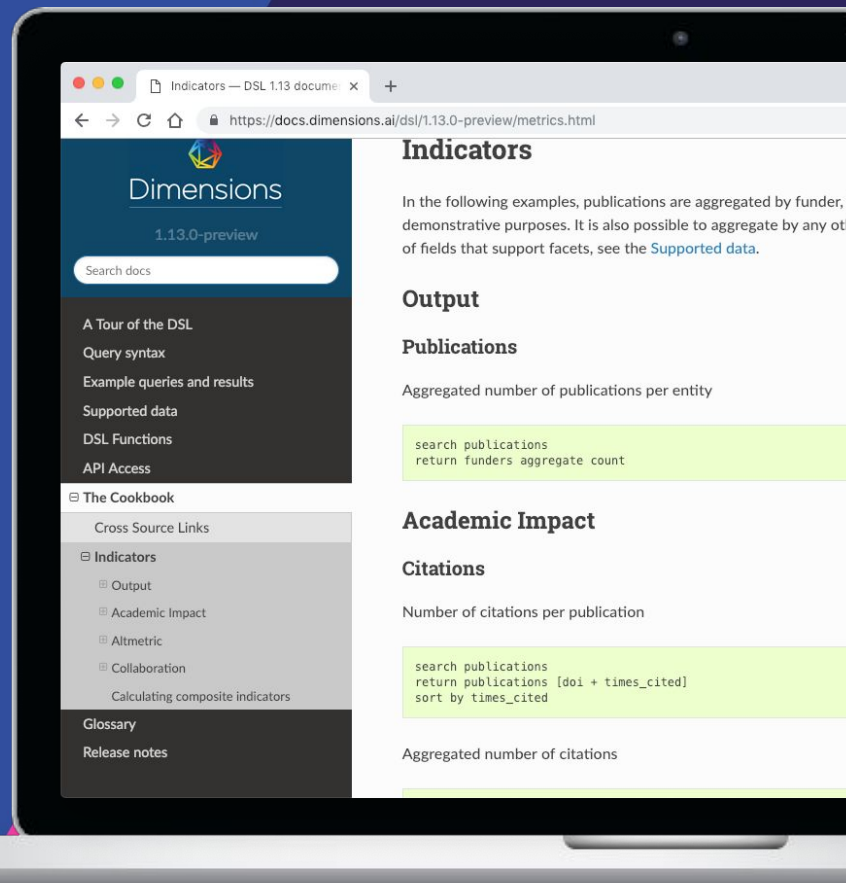 Indicators — DSL 1.13 docume
https://docs.dimensions.ai/dsl/1.13.0-preview/metrics.html
Dimensions
1.13.0-preview
Search docs
A Tour of the DSL
Query syntax
Example queries and results
Supported data
DSL Functions
API Access
The Cookbook
Cross Source Links
Indicators
Output
Academic Impact
Altmetric
Collaboration
Calculating composite indicators
Glossary
Release notes
Indicators
In the following examples, publications are aggregated by funder,
demonstrative purposes. It is also possible to aggregate by any ot
of fields that support facets, see the Supported data.
Output
Publications
Aggregated number of publications per entity
search publications
return funders aggregate count
Academic Impact
Citations
Number of citations per publication
search publications
return publications [doi + times_cited]
sort by times_cited
Aggregated number of citations